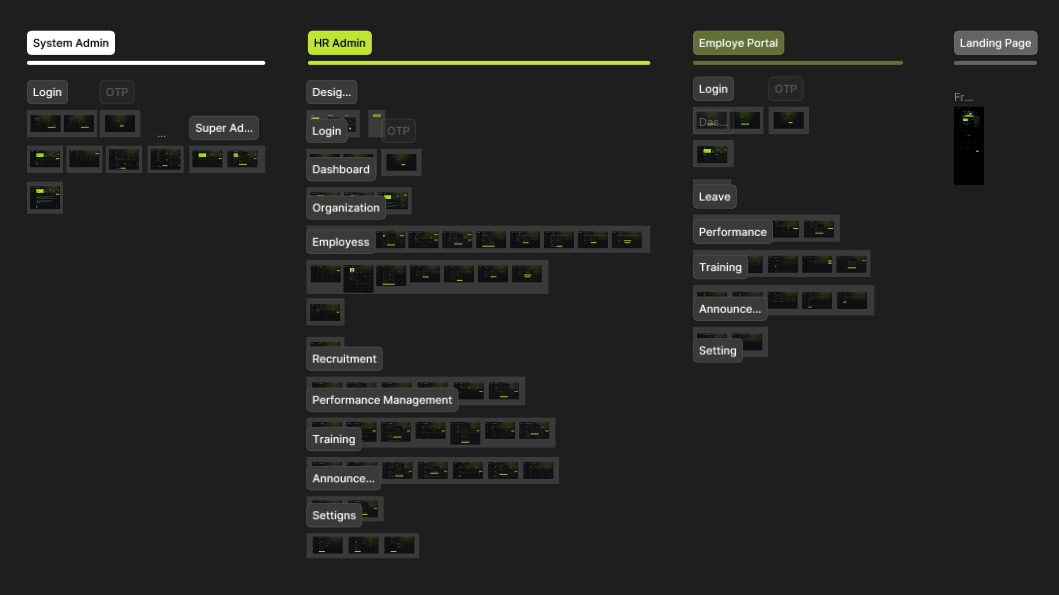 System Admin
Login
OTP
...
Super Ad...
HR Admin
Desig...
Login
OTP
Dashboard
Organization
Employess
Recruitment
Performance Management
Training
Announce...
Settigns
Employe Portal
Login
OTP
Das...
Leave
Performance
Training
Announce...
Setting
Landing Page
Fr...